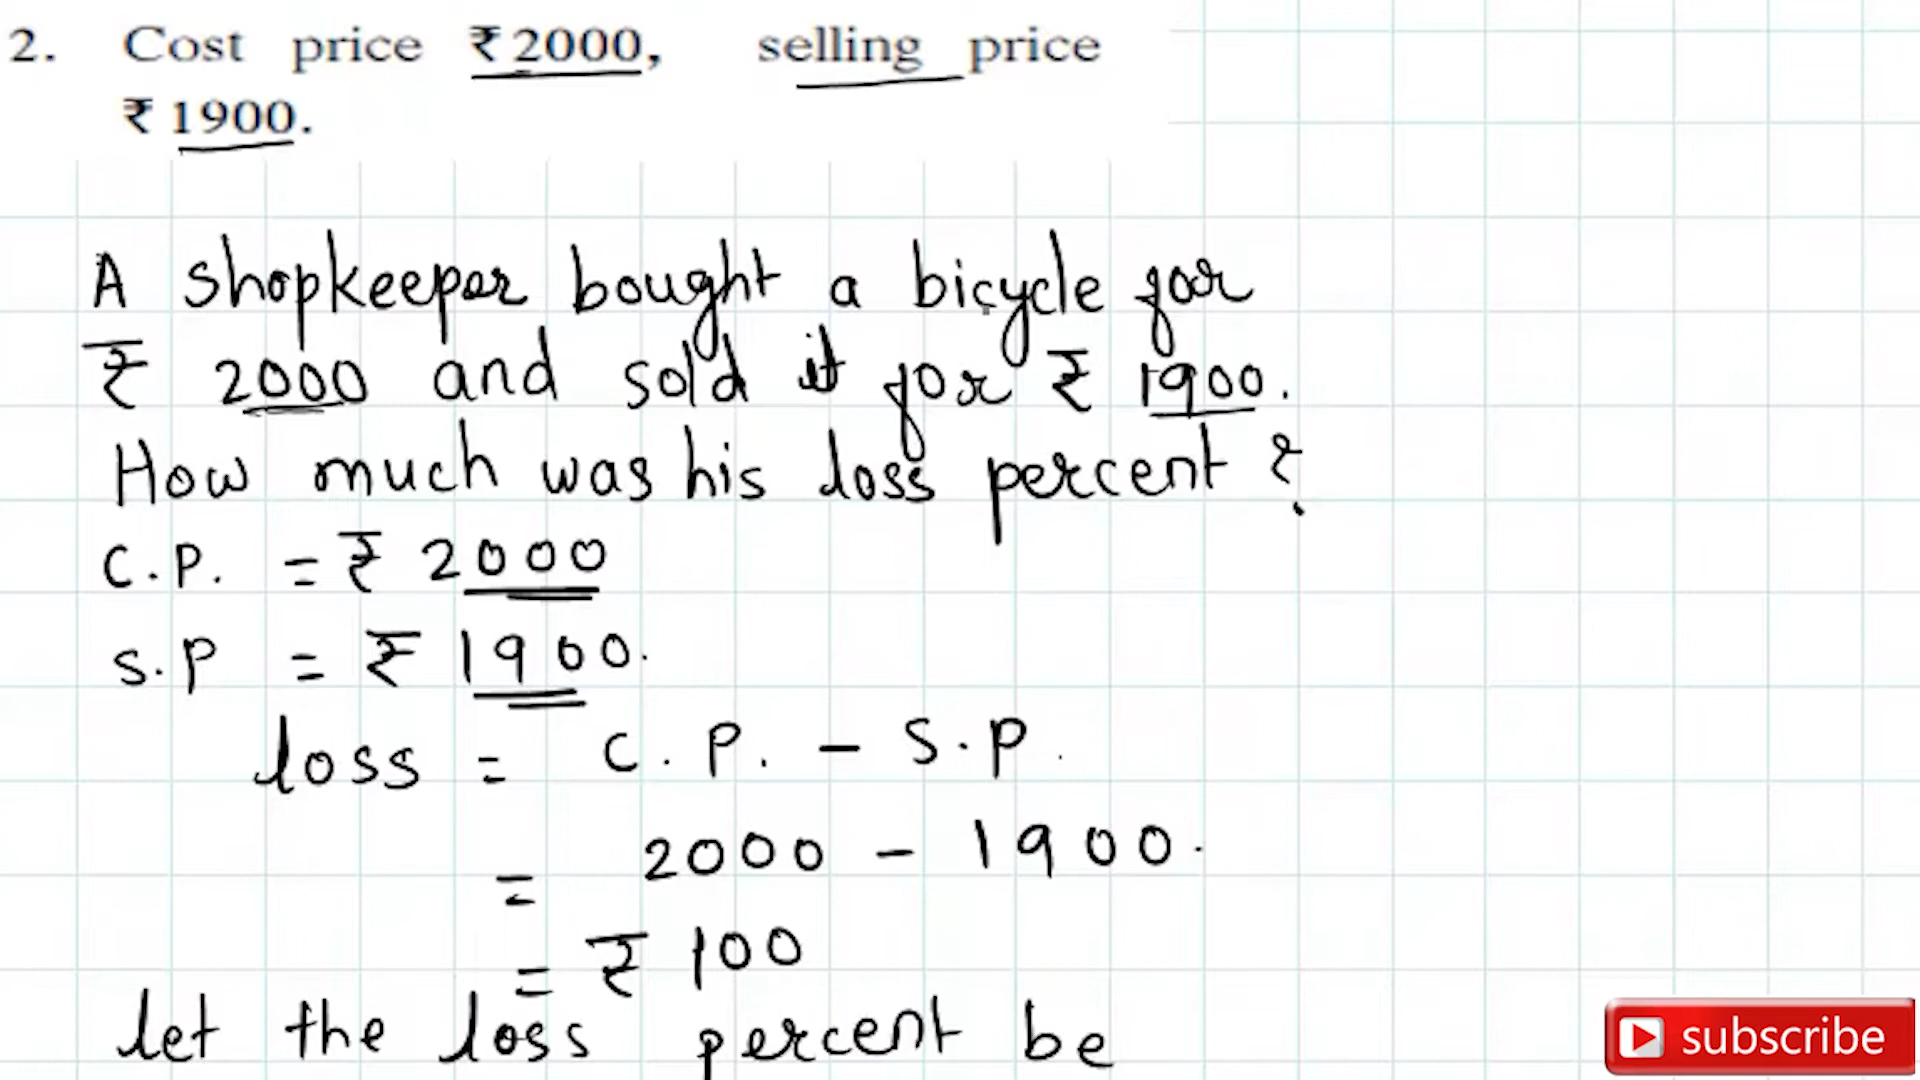 2. Cost price ₹ 2000, selling price
₹ 1900.
A shopkeeper bought a bicycle for
₹ 2000 and sold it for ₹ 1900.
How much was his loss percent?
C.P. = ₹ 2000
S.P = ₹ 1900.
loss = C.P. - S.P.
= 2000 - 1900.
= ₹ 100
let the loss percent be
subscribe